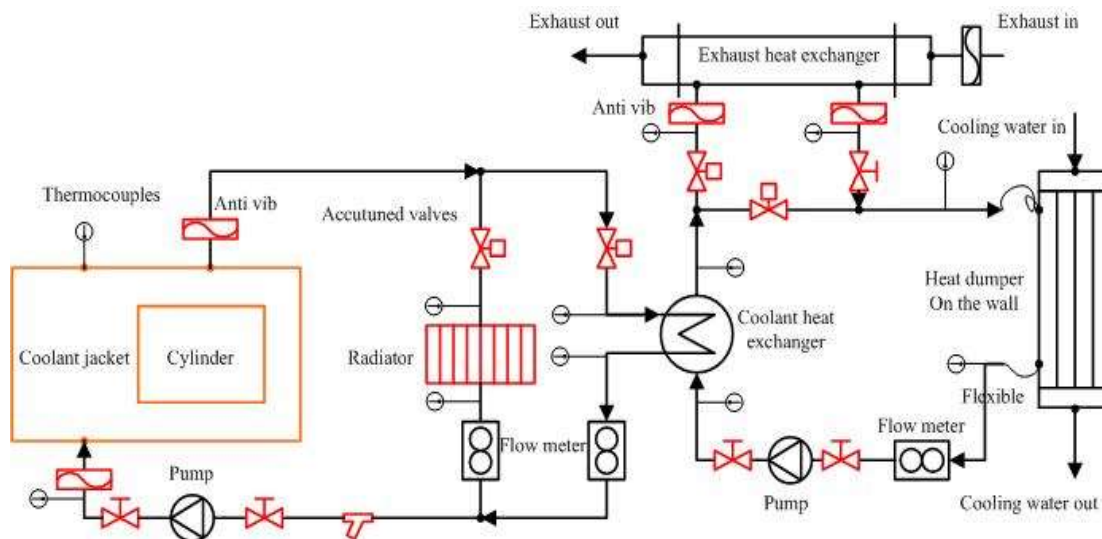 Exhaust out
Exhaust in
Exhaust heat exchanger
Anti vib
Cooling water in
Thermocouples
Anti vib
Accutuned valves
Heat dumper
On the wall
Coolant heat
exchanger
Coolant jacket
Cylinder
Radiator
Flexible
Flow meter
Flow meter
Pump
Pump
Cooling water out